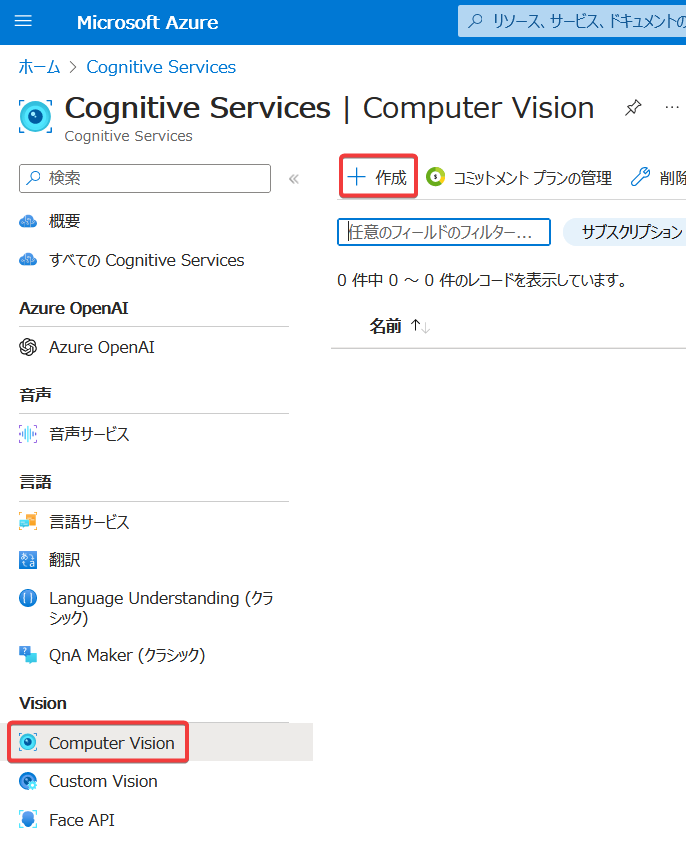 Microsoft Azure
リソース、サービス、ドキュメントの
ホーム > Cognitive Services
Cognitive Services | Computer Vision
Cognitive Services
検索
+ 作成
コミットメント プランの管理
削除
概要
任意のフィールドのフィルター...
サブスクリプション
すべての Cognitive Services
0 件中 0 ～ 0 件のレコードを表示しています。
Azure OpenAI
名前
Azure OpenAI
音声
音声サービス
言語
言語サービス
翻訳
Language Understanding (クラ
シック)
QnA Maker (クラシック)
Vision
Computer Vision
Custom Vision
Face API